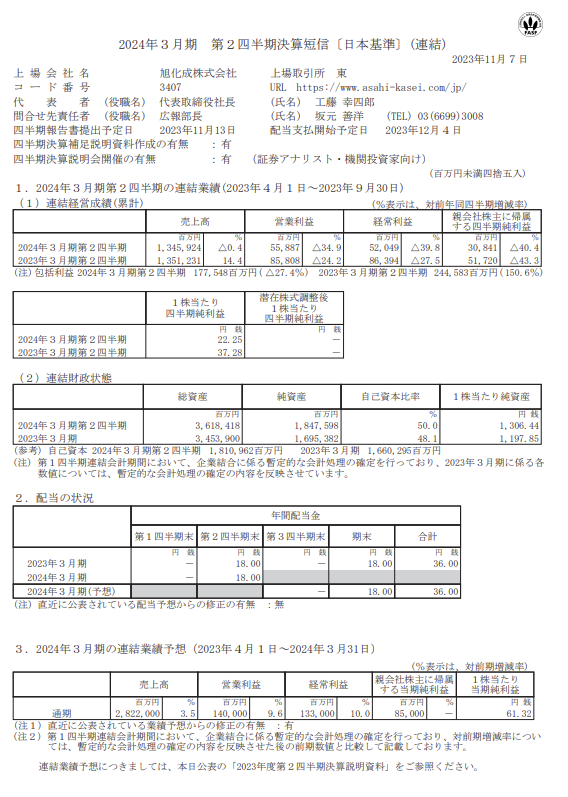 FASF
2024年3月期　第2四半期決算短信〔日本基準〕(連結)
2023年11月7日
上場会社名　旭化成株式会社　上場取引所　東
コード番号　3407　URL　https://www.asahi-kasei.com/jp/
代表者　(役職名)　代表取締役社長　(氏名)　工藤　幸四郎
問合せ先責任者　(役職名)　広報部長　(氏名)　坂元　善洋　(TEL) 03(6699)3008
四半期報告書提出予定日　2023年11月13日　配当支払開始予定日　2023年12月4日
四半期決算補足説明資料作成の有無　：有
四半期決算説明会開催の有無　：有　(証券アナリスト・機関投資家向け)
(百万円未満四捨五入)
1．2024年3月期第2四半期の連結業績(2023年4月1日～2023年9月30日)
(1) 連結経営成績(累計)　(％表示は、対前年同四半期増減率)
売上高　営業利益　経常利益　親会社株主に帰属する四半期純利益
百万円　％　百万円　％　百万円　％　百万円　％
2024年3月期第2四半期　1,345,924　△0.4　55,887　△34.9　52,049　△39.8　30,841　△40.4
2023年3月期第2四半期　1,351,231　14.4　85,808　△24.2　86,394　△27.5　51,720　△43.3
(注) 包括利益 2024年3月期第2四半期　177,548百万円( △27.4％)　2023年3月期第2四半期　244,583百万円( 150.6％)
1株当たり四半期純利益　潜在株式調整後1株当たり四半期純利益
円　銭　円　銭
2024年3月期第2四半期　22.25　－
2023年3月期第2四半期　37.28　－
(2) 連結財政状態
総資産　純資産　自己資本比率　1株当たり純資産
百万円　百万円　％　円　銭
2024年3月期第2四半期　3,618,418　1,847,598　50.0　1,306.44
2023年3月期　3,453,900　1,695,382　48.1　1,197.85
(参考) 自己資本 2024年3月期第2四半期　1,810,962百万円　2023年3月期　1,660,295百万円
(注) 第1四半期連結会計期間において、企業結合に係る暫定的な会計処理の確定を行っており、2023年3月期に係る各
数値については、暫定的な会計処理の確定の内容を反映させています。
2．配当の状況
年間配当金
第1四半期末　第2四半期末　第3四半期末　期末　合計
円　銭　円　銭　円　銭　円　銭　円　銭
2023年3月期　－　18.00　－　18.00　36.00
2024年3月期　－　18.00
2024年3月期(予想)　－　18.00　36.00
(注) 直近に公表されている配当予想からの修正の有無　：無
3．2024年3月期の連結業績予想(2023年4月1日～2024年3月31日)
(％表示は、対前期増減率)
売上高　営業利益　経常利益　親会社株主に帰属する当期純利益　1株当たり当期純利益
百万円　％　百万円　％　百万円　％　百万円　％　円　銭
通期　2,822,000　3.5　140,000　9.6　133,000　10.0　85,000　－　61.32
(注1) 直近に公表されている業績予想からの修正の有無　：有
(注2) 第1四半期連結会計期間において、企業結合に係る暫定的な会計処理の確定を行っており、対前期増減率につい
ては、暫定的な会計処理の確定の内容を反映させた後の前期数値と比較して記載しております。
連結業績予想につきましては、本日公表の「2023年度第2四半期決算説明資料」をご参照ください。